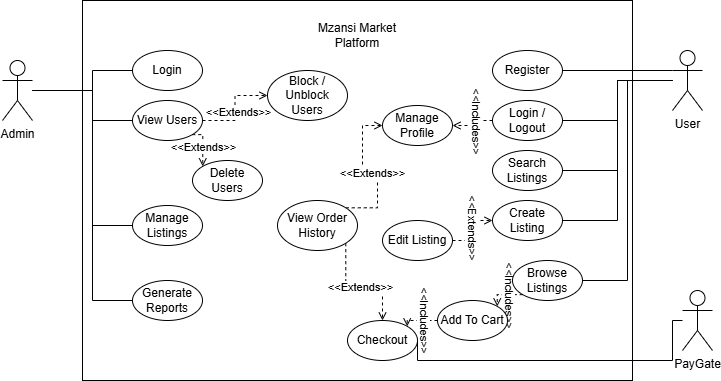 Mzansi Market
Platform
Login
Block /
Unblock
Users
Register
<<Extends>>
View Users
Manage
Profile
<<Includes>>
Login /
Logout
Admin
User
<<Extends>>
Delete
Users
<<Extends>>
Search
Listings
Manage
Listings
View Order
History
Edit Listing
<<Extends>>
Create
Listing
Browse
Listings
<<Extends>>
<<Includes>>
Generate
Reports
Add To Cart
<<Includes>>
Checkout
PayGate